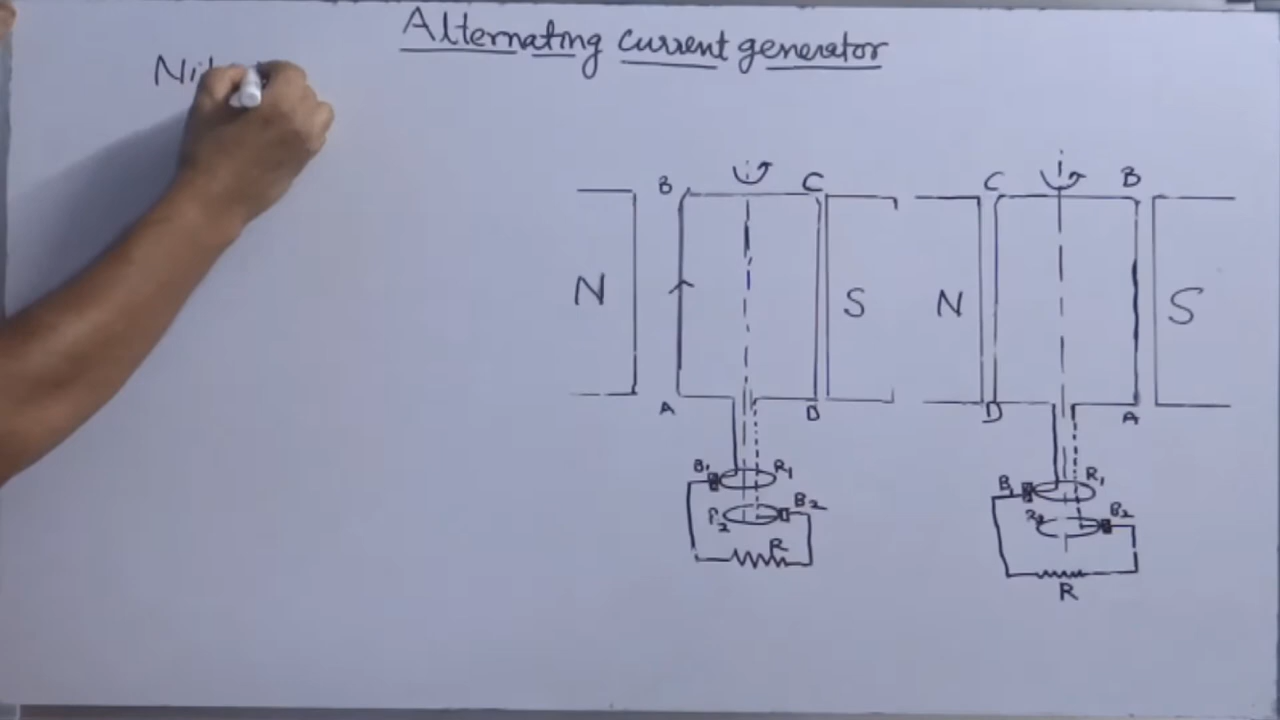 Alternating current generator
B C C B
N S N S
A D D A
B1 R1 B1 R1
R2 B2 R2 B2
R
R